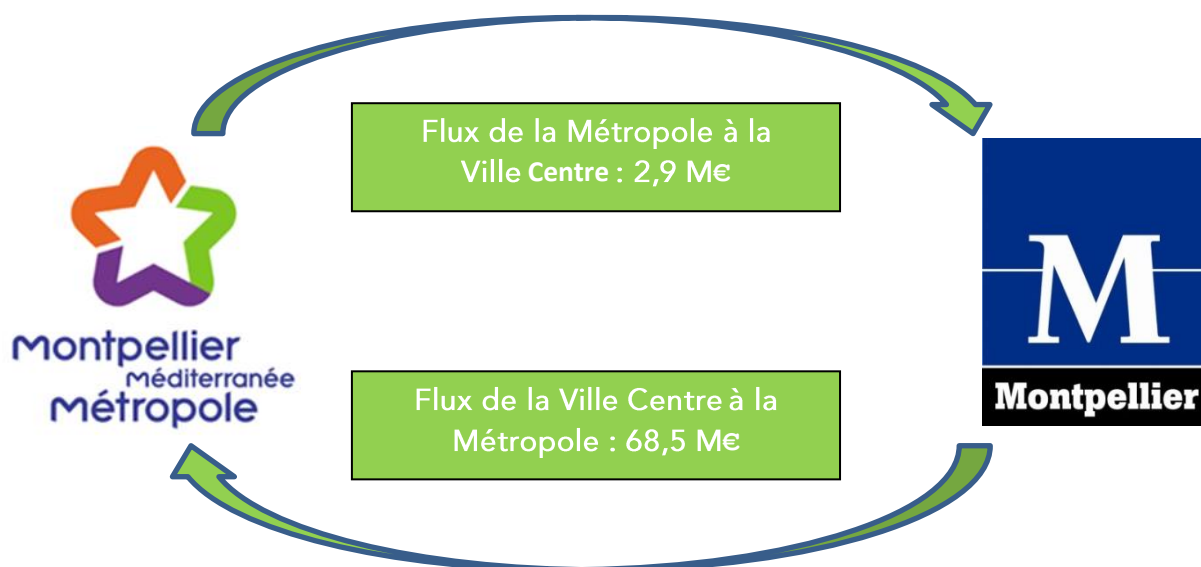 Flux de la Métropole à la
Ville Centre : 2,9 M€
montpellier
méditerranée
métropole
M
Montpellier
Flux de la Ville Centre à la
Métropole : 68,5 M€